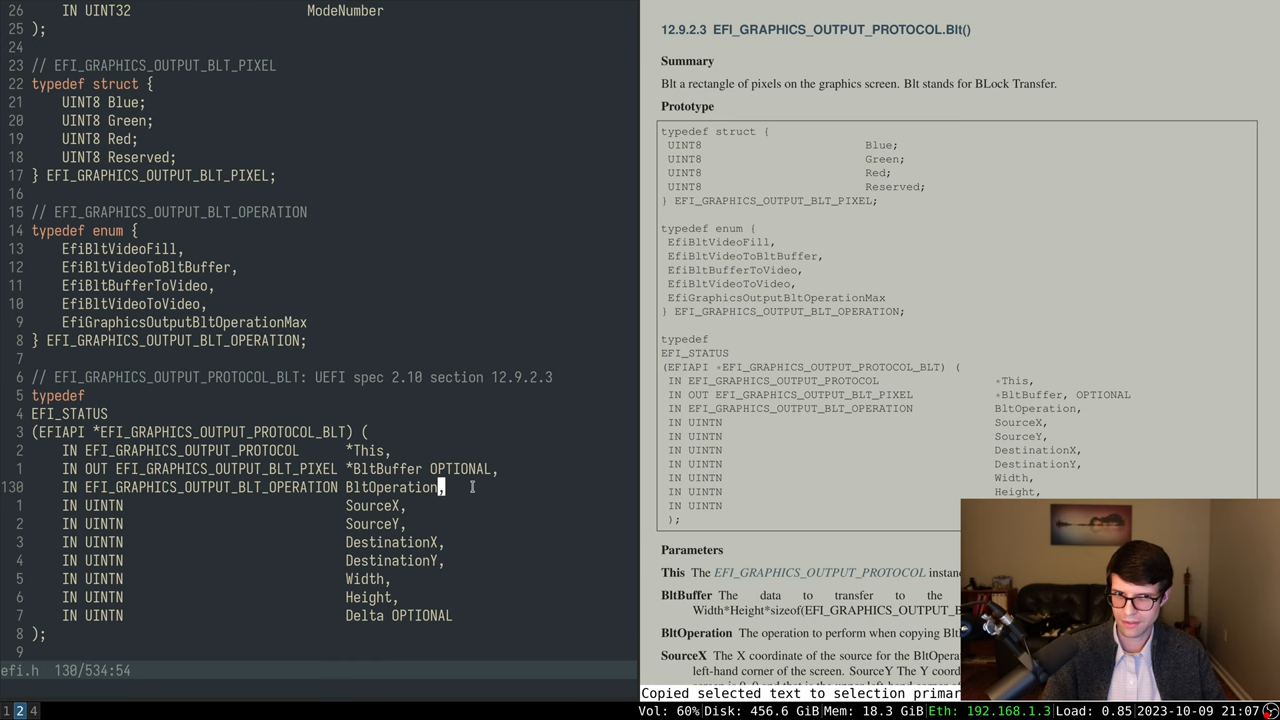 26 IN UINT32 ModeNumber
25 );
24
23 // EFI_GRAPHICS_OUTPUT_BLT_PIXEL
22 typedef struct {
21 UINT8 Blue;
20 UINT8 Green;
19 UINT8 Red;
18 UINT8 Reserved;
17 } EFI_GRAPHICS_OUTPUT_BLT_PIXEL;
16
15 // EFI_GRAPHICS_OUTPUT_BLT_OPERATION
14 typedef enum {
13 EfiBltVideoFill,
12 EfiBltVideoToBltBuffer,
11 EfiBltBufferToVideo,
10 EfiBltVideoToVideo,
9 EfiGraphicsOutputBltOperationMax
8 } EFI_GRAPHICS_OUTPUT_BLT_OPERATION;
7
6 // EFI_GRAPHICS_OUTPUT_PROTOCOL_BLT: UEFI spec 2.10 section 12.9.2.3
5 typedef
4 EFI_STATUS
3 (EFIAPI *EFI_GRAPHICS_OUTPUT_PROTOCOL_BLT) (
2 IN EFI_GRAPHICS_OUTPUT_PROTOCOL *This,
1 IN OUT EFI_GRAPHICS_OUTPUT_BLT_PIXEL *BltBuffer OPTIONAL,
130 IN EFI_GRAPHICS_OUTPUT_BLT_OPERATION BltOperation,
1 IN UINTN SourceX,
2 IN UINTN SourceY,
3 IN UINTN DestinationX,
4 IN UINTN DestinationY,
5 IN UINTN Width,
6 IN UINTN Height,
7 IN UINTN Delta OPTIONAL
8 );
9
efi.h 130/534:54
12.9.2.3 EFI_GRAPHICS_OUTPUT_PROTOCOL.Blt()
Summary
Blt a rectangle of pixels on the graphics screen. Blt stands for BLock Transfer.
Prototype
typedef struct {
UINT8 Blue;
UINT8 Green;
UINT8 Red;
UINT8 Reserved;
} EFI_GRAPHICS_OUTPUT_BLT_PIXEL;
typedef enum {
EfiBltVideoFill,
EfiBltVideoToBltBuffer,
EfiBltBufferToVideo,
EfiBltVideoToVideo,
EfiGraphicsOutputBltOperationMax
} EFI_GRAPHICS_OUTPUT_BLT_OPERATION;
typedef
EFI_STATUS
(EFIAPI *EFI_GRAPHICS_OUTPUT_PROTOCOL_BLT) (
IN EFI_GRAPHICS_OUTPUT_PROTOCOL *This,
IN OUT EFI_GRAPHICS_OUTPUT_BLT_PIXEL *BltBuffer, OPTIONAL
IN EFI_GRAPHICS_OUTPUT_BLT_OPERATION BltOperation,
IN UINTN SourceX,
IN UINTN SourceY,
IN UINTN DestinationX,
IN UINTN DestinationY,
IN UINTN Width,
IN UINTN Height,
IN UINTN
);
Parameters
This The EFI_GRAPHICS_OUTPUT_PROTOCOL
BltBuffer The data to transfer to the
Width*Height*sizeof(EFI_GRAPHICS_OUTPUT_
BltOperation The operation to perform when copying
SourceX The X coordinate of the source for the
left-hand corner of the screen. SourceY The Y
Copied selected text to selection
1 2 4 Vol: 60%|Disk: 456.6 GiB|Mem: 18.3 GiB|Eth: 192.168.1.3|Load: 0.85 2023-10-09 21:07